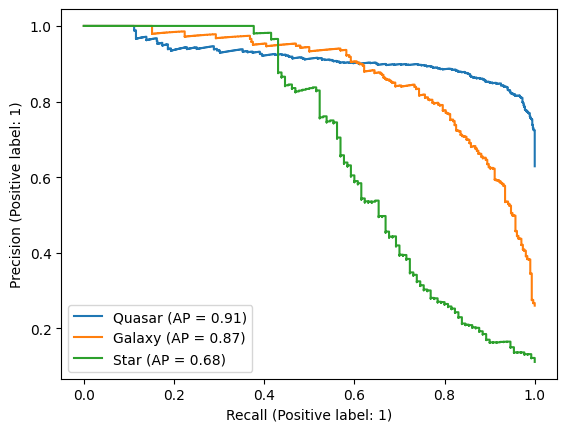 1.0
0.8
0.6
0.4
0.2
Precision (Positive label: 1)
Quasar (AP = 0.91)
Galaxy (AP = 0.87)
Star (AP = 0.68)
0.0 0.2 0.4 0.6 0.8 1.0
Recall (Positive label: 1)